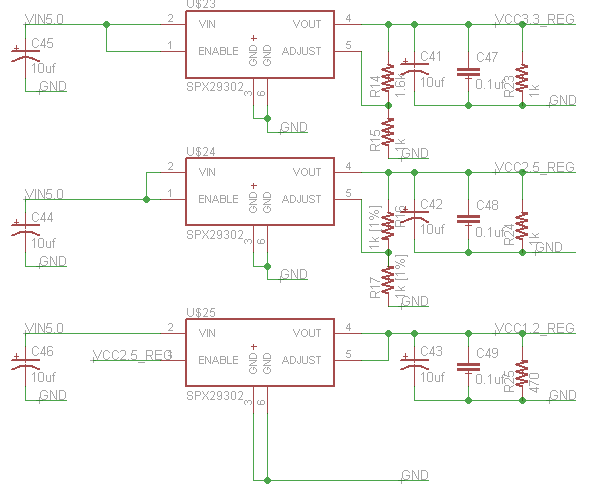 U$23
VIN5.0
2
VIN
VOUT
4
VCC3.3_REG
C45
10uf
GND
1
ENABLE
GND
GND
ADJUST
5
SPX29302
3
6
GND
R14
1.6k
C41
10uf
C47
0.1uf
R23
1k
GND
R15
1k
GND
U$24
2
VIN
VOUT
4
VCC2.5_REG
VIN5.0
1
ENABLE
GND
GND
ADJUST
5
C44
10uf
GND
SPX29302
3
6
GND
R16
1k [1%]
C42
10uf
C48
0.1uf
R24
1k
GND
R17
1k [1%]
GND
U$25
VIN5.0
2
VIN
VOUT
4
VCC1.2_REG
C46
10uf
GND
VCC2.5_REG
1
ENABLE
GND
GND
ADJUST
5
SPX29302
3
6
C43
10uf
C49
0.1uf
R25
470
GND
GND